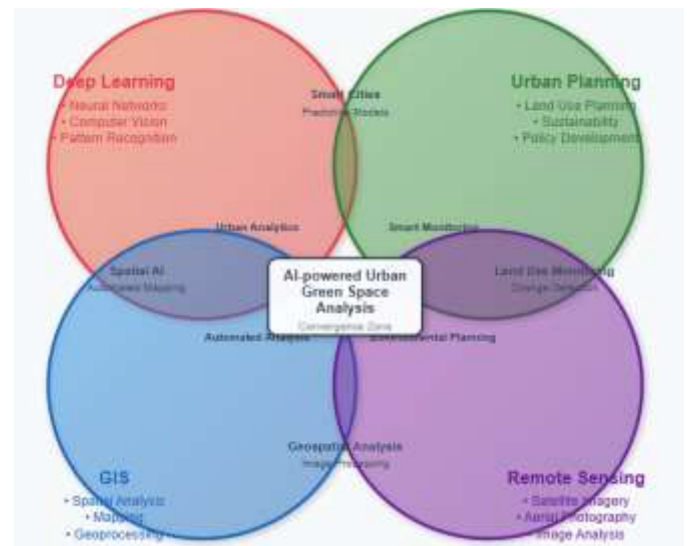 Deep Learning
• Neural Networks
• Computer Vision
• Pattern Recognition
Smart Cities
Predictive Models
Urban Planning
• Land Use Planning
• Sustainability
• Policy Development
Urban Analytics
Smart Monitoring
Spatial AI
Automated Mapping
AI-powered Urban
Green Space
Analysis
Convergence Zone
Land Use Monitoring
Change Detection
Automated Analysis
Environmental Planning
Geospatial Analysis
Image Processing
GIS
• Spatial Analysis
• Mapping
• Geoprocessing
Remote Sensing
• Satellite Imagery
• Aerial Photography
• Image Analysis